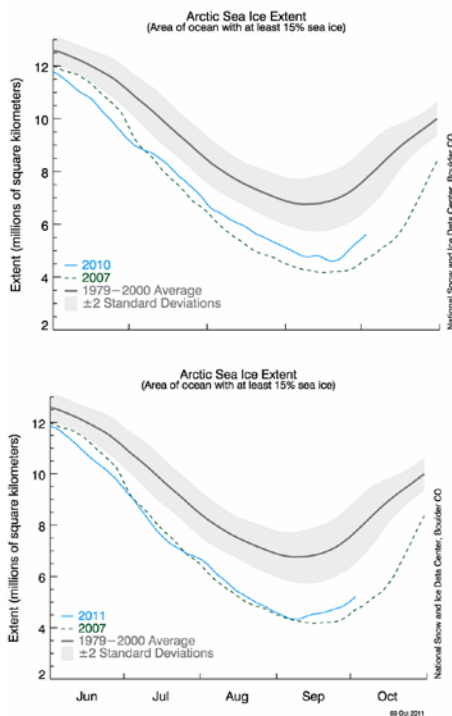 Arctic Sea Ice Extent
(Area of ocean with at least 15% sea ice)
Extent (millions of square kilometers)
12
10
8
6
4
2
2010
2007
1979−2000 Average
±2 Standard Deviations
National Snow and Ice Data Center, Boulder CO
Arctic Sea Ice Extent
(Area of ocean with at least 15% sea ice)
Extent (millions of square kilometers)
12
10
8
6
4
2
2011
2007
1979−2000 Average
±2 Standard Deviations
National Snow and Ice Data Center, Boulder CO
Jun
Jul
Aug
Sep
Oct
03 Oct 2011